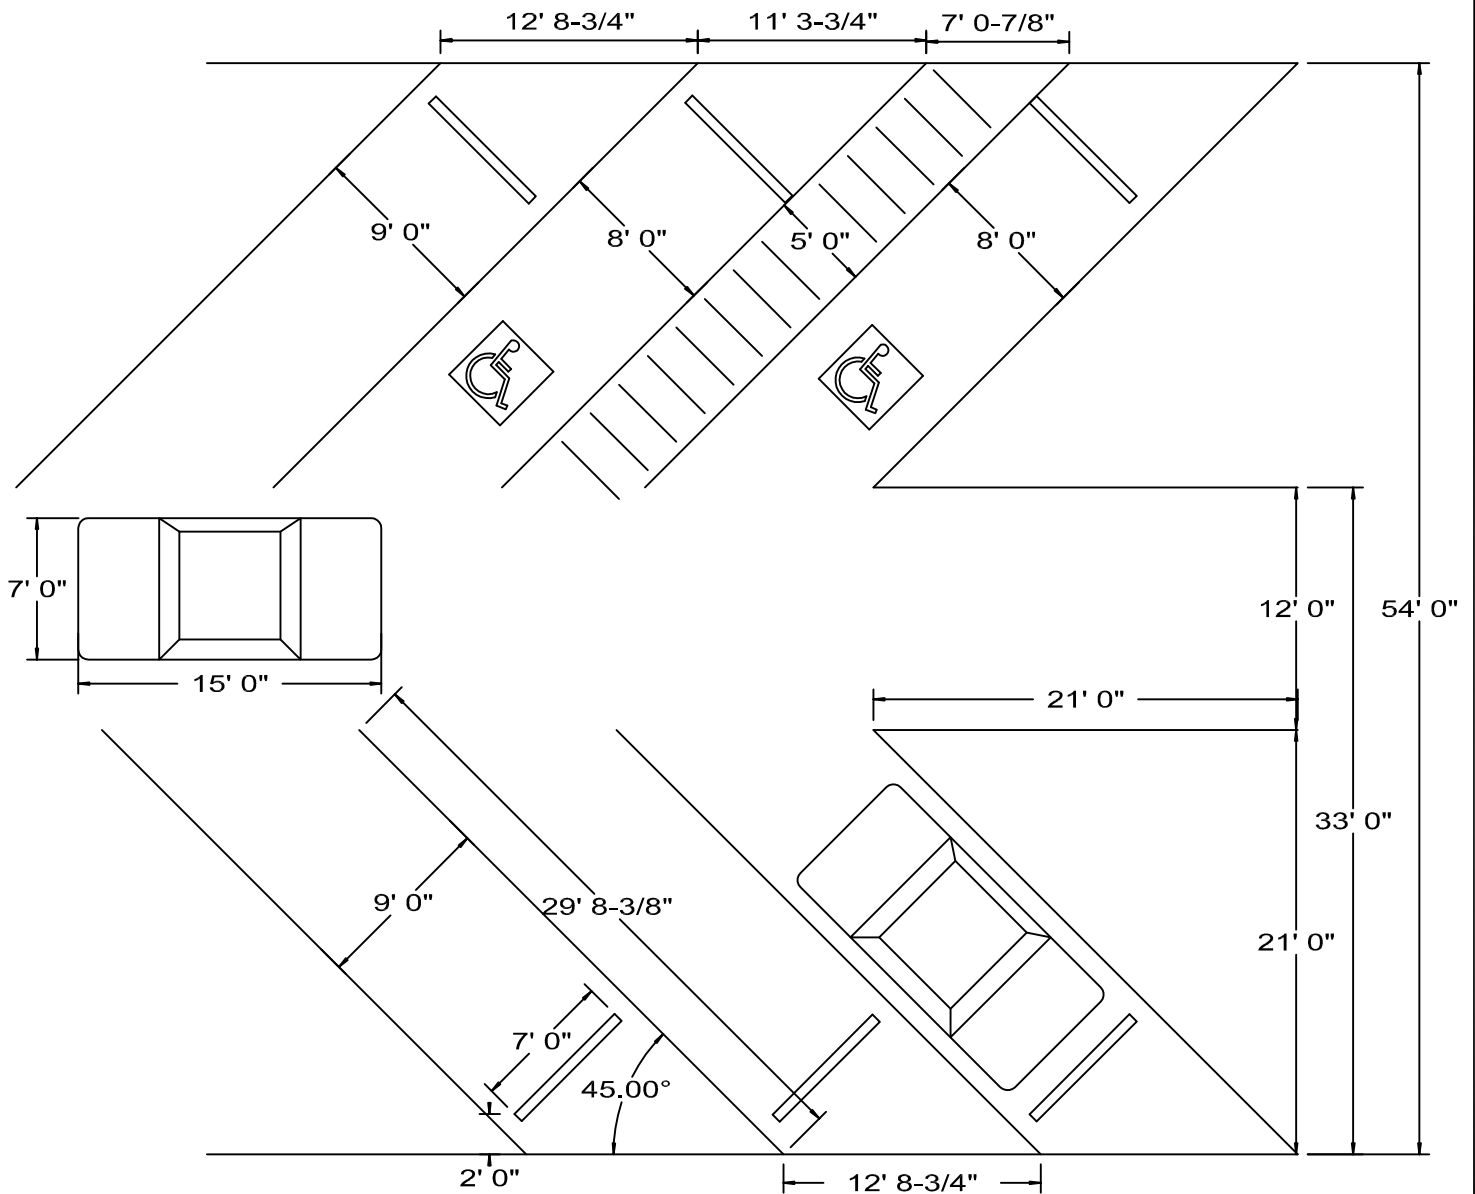 12' 8-3/4" 11' 3-3/4" 7' 0-7/8"
9' 0" 8' 0" 5' 0" 8' 0"
7' 0"
12' 0" 54' 0"
15' 0"
21' 0"
33' 0"
9' 0" 29' 8-3/8"
21' 0"
7' 0"
45.00°
2' 0" 12' 8-3/4"